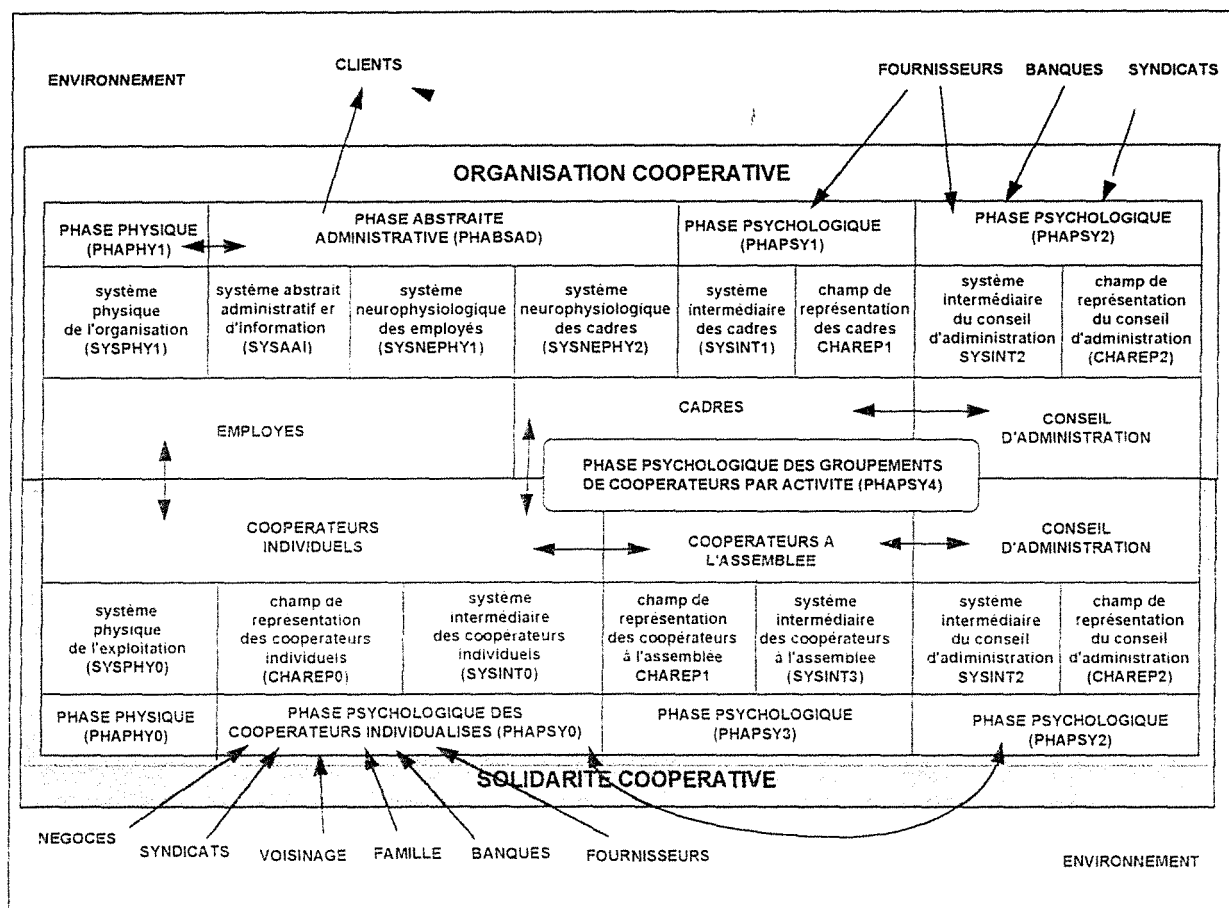 ENVIRONNEMENT
CLIENTS
FOURNISSEURS BANQUES SYNDICATS
ORGANISATION COOPERATIVE
PHASE PHYSIQUE
(PHAPHY1)
PHASE ABSTRAITE
ADMINISTRATIVE (PHABSAD)
PHASE PSYCHOLOGIQUE
(PHAPSY1)
PHASE PSYCHOLOGIQUE
(PHAPSY2)
système
physique
de l'organisation
(SYSPHY1)
système abstrait
administratif er
d'information
(SYSAAI)
système
neurophysiologique
des employés
(SYSNEPHY1)
système
neurophysiologique
des cadres
(SYSNEPHY2)
système
intermédiaire
des cadres
(SYSINT1)
champ de
représentation
des cadres
CHAREP1
système
intermédiaire
du conseil
d'adiministration
SYSINT2
champ de
représentation
du conseil
d'administration
(CHAREP2)
EMPLOYES
CADRES
CONSEIL
D'ADMINISTRATION
PHASE PSYCHOLOGIQUE DES GROUPEMENTS
DE COOPERATEURS PAR ACTIVITE (PHAPSY4)
COOPERATEURS
INDIVIDUELS
COOPERATEURS A
L'ASSEMBLEE
CONSEIL
D'ADMINISTRATION
système
physique
de l'exploitation
(SYSPHY0)
champ de
représentation
des coopérateurs
individuels
(CHAREP0)
système
intermédiaire
des coopérateurs
individuels
(SYSINT0)
champ de
représentation
des coopérateurs
à l'assemblée
CHAREP1
système
intermédiaire
des coopérateurs
à l'assemblée
(SYSINT3)
système
intermédiaire
du conseil
d'adiministration
SYSINT2
champ de
représentation
du conseil
d'administration
(CHAREP2)
PHASE PHYSIQUE
(PHAPHY0)
PHASE PSYCHOLOGIQUE DES
COOPERATEURS INDIVIDUALISES (PHAPSY0)
PHASE PSYCHOLOGIQUE
(PHAPSY3)
PHASE PSYCHOLOGIQUE
(PHAPSY2)
SOLIDARITE COOPERATIVE
NEGOCES
SYNDICATS VOISINAGE FAMILLE BANQUES FOURNISSEURS
ENVIRONNEMENT